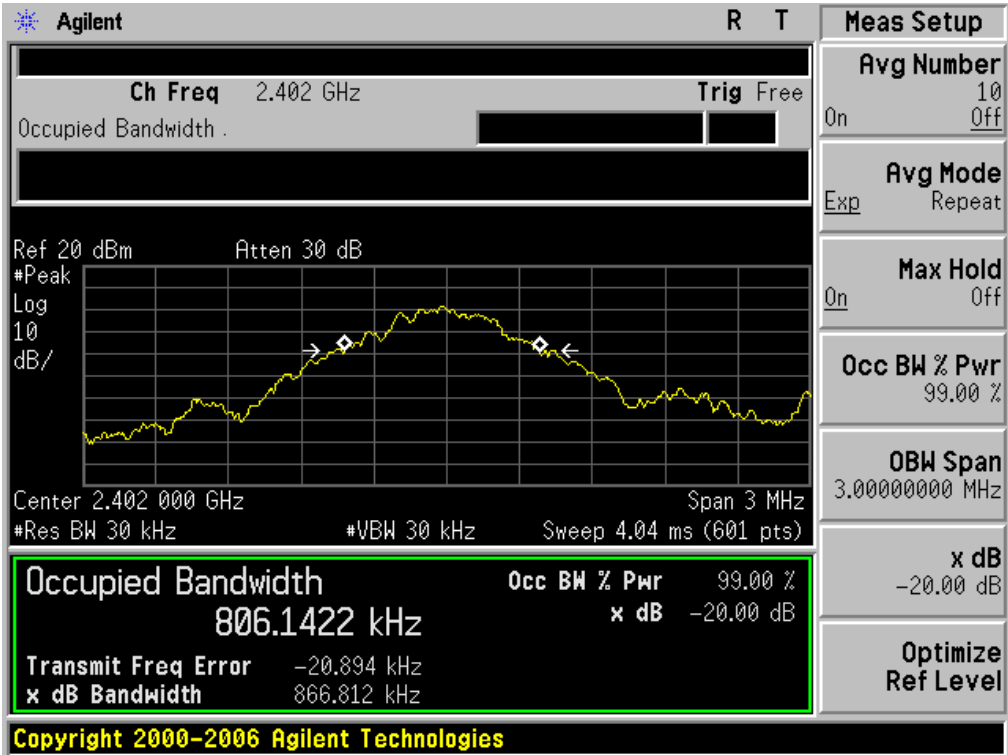 Agilent R T
Ch Freq 2.402 GHz Trig Free
Occupied Bandwidth .
Ref 20 dBm Atten 30 dB
#Peak
Log
10
dB/
Center 2.402 000 GHz Span 3 MHz
#Res BW 30 kHz #VBW 30 kHz Sweep 4.04 ms (601 pts)
Occupied Bandwidth Occ BW % Pwr 99.00 %
806.1422 kHz x dB -20.00 dB
Transmit Freq Error -20.894 kHz
x dB Bandwidth 866.812 kHz
Copyright 2000-2006 Agilent Technologies
Meas Setup
Avg Number
10
On Off
Avg Mode
Exp Repeat
Max Hold
On Off
Occ BW % Pwr
99.00 %
OBW Span
3.00000000 MHz
x dB
-20.00 dB
Optimize
Ref Level